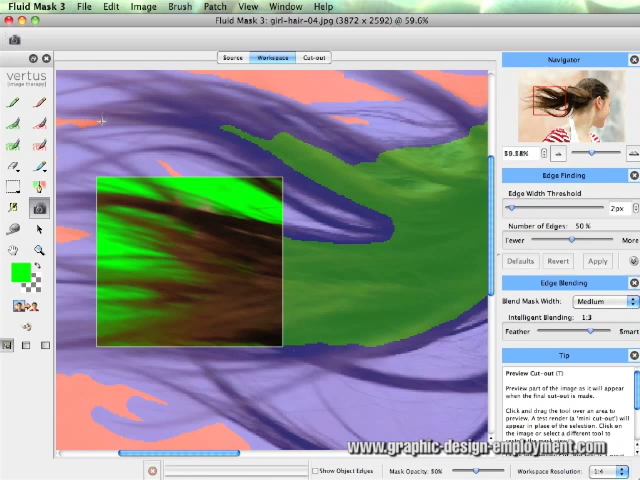 Fluid Mask 3 File Edit Image Brush Patch View Window Help
Fluid Mask 3: girl-hair-04.jpg (3872 x 2592) @ 59.6%
vertus
[image therapy]
Source Workspace Cut-out
Navigator
59.58%
Edge Finding
Edge Width Threshold
2px
Number of Edges: 50 %
Fewer More
Defaults Revert Apply
Edge Blending
Blend Mask Width: Medium
Intelligent Blending: 1:3
Feather Smart
Tip
Preview Cut-out (T)
Preview part of the image as it will appear
when the final cut-out is made.
Click and drag the tool over an area to
preview. A test render (a 'mini cut-out') will
appear in place of the selection. Click on
the image or select a different tool to
www.graphic-design-employment.com
Show Object Edges Mask Opacity: 50% Workspace Resolution: 1:4